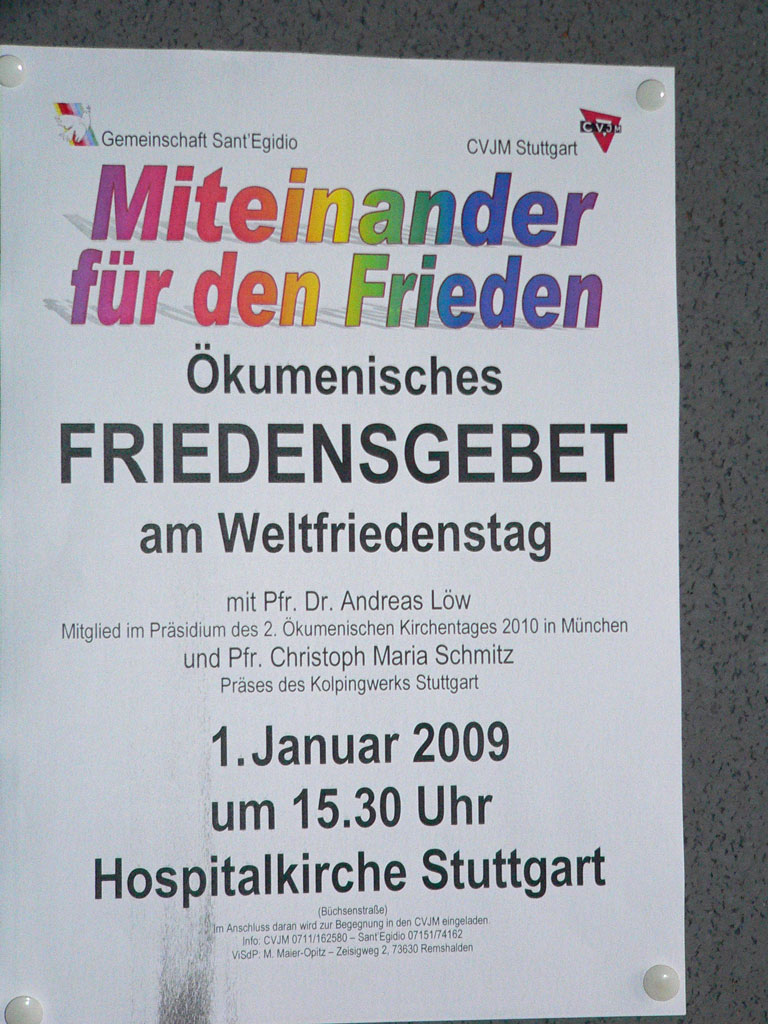 Gemeinschaft Sant'Egidio
CVJM Stuttgart
CVJM
Miteinander
für den Frieden
Ökumenisches
FRIEDENSGEBET
am Weltfriedenstag
mit Pfr. Dr. Andreas Löw
Mitglied im Präsidium des 2. Ökumenischen Kirchentages 2010 in München
und Pfr. Christoph Maria Schmitz
Präses des Kolpingwerks Stuttgart
1. Januar 2009
um 15.30 Uhr
Hospitalkirche Stuttgart
(Büchsenstraße)
Im Anschluss daran wird zur Begegnung in den CVJM eingeladen.
Info: CVJM 0711/162580 – Sant'Egidio 07151/74162
ViSdP: M. Maier-Opitz – Zeisigweg 2, 73630 Remshalden